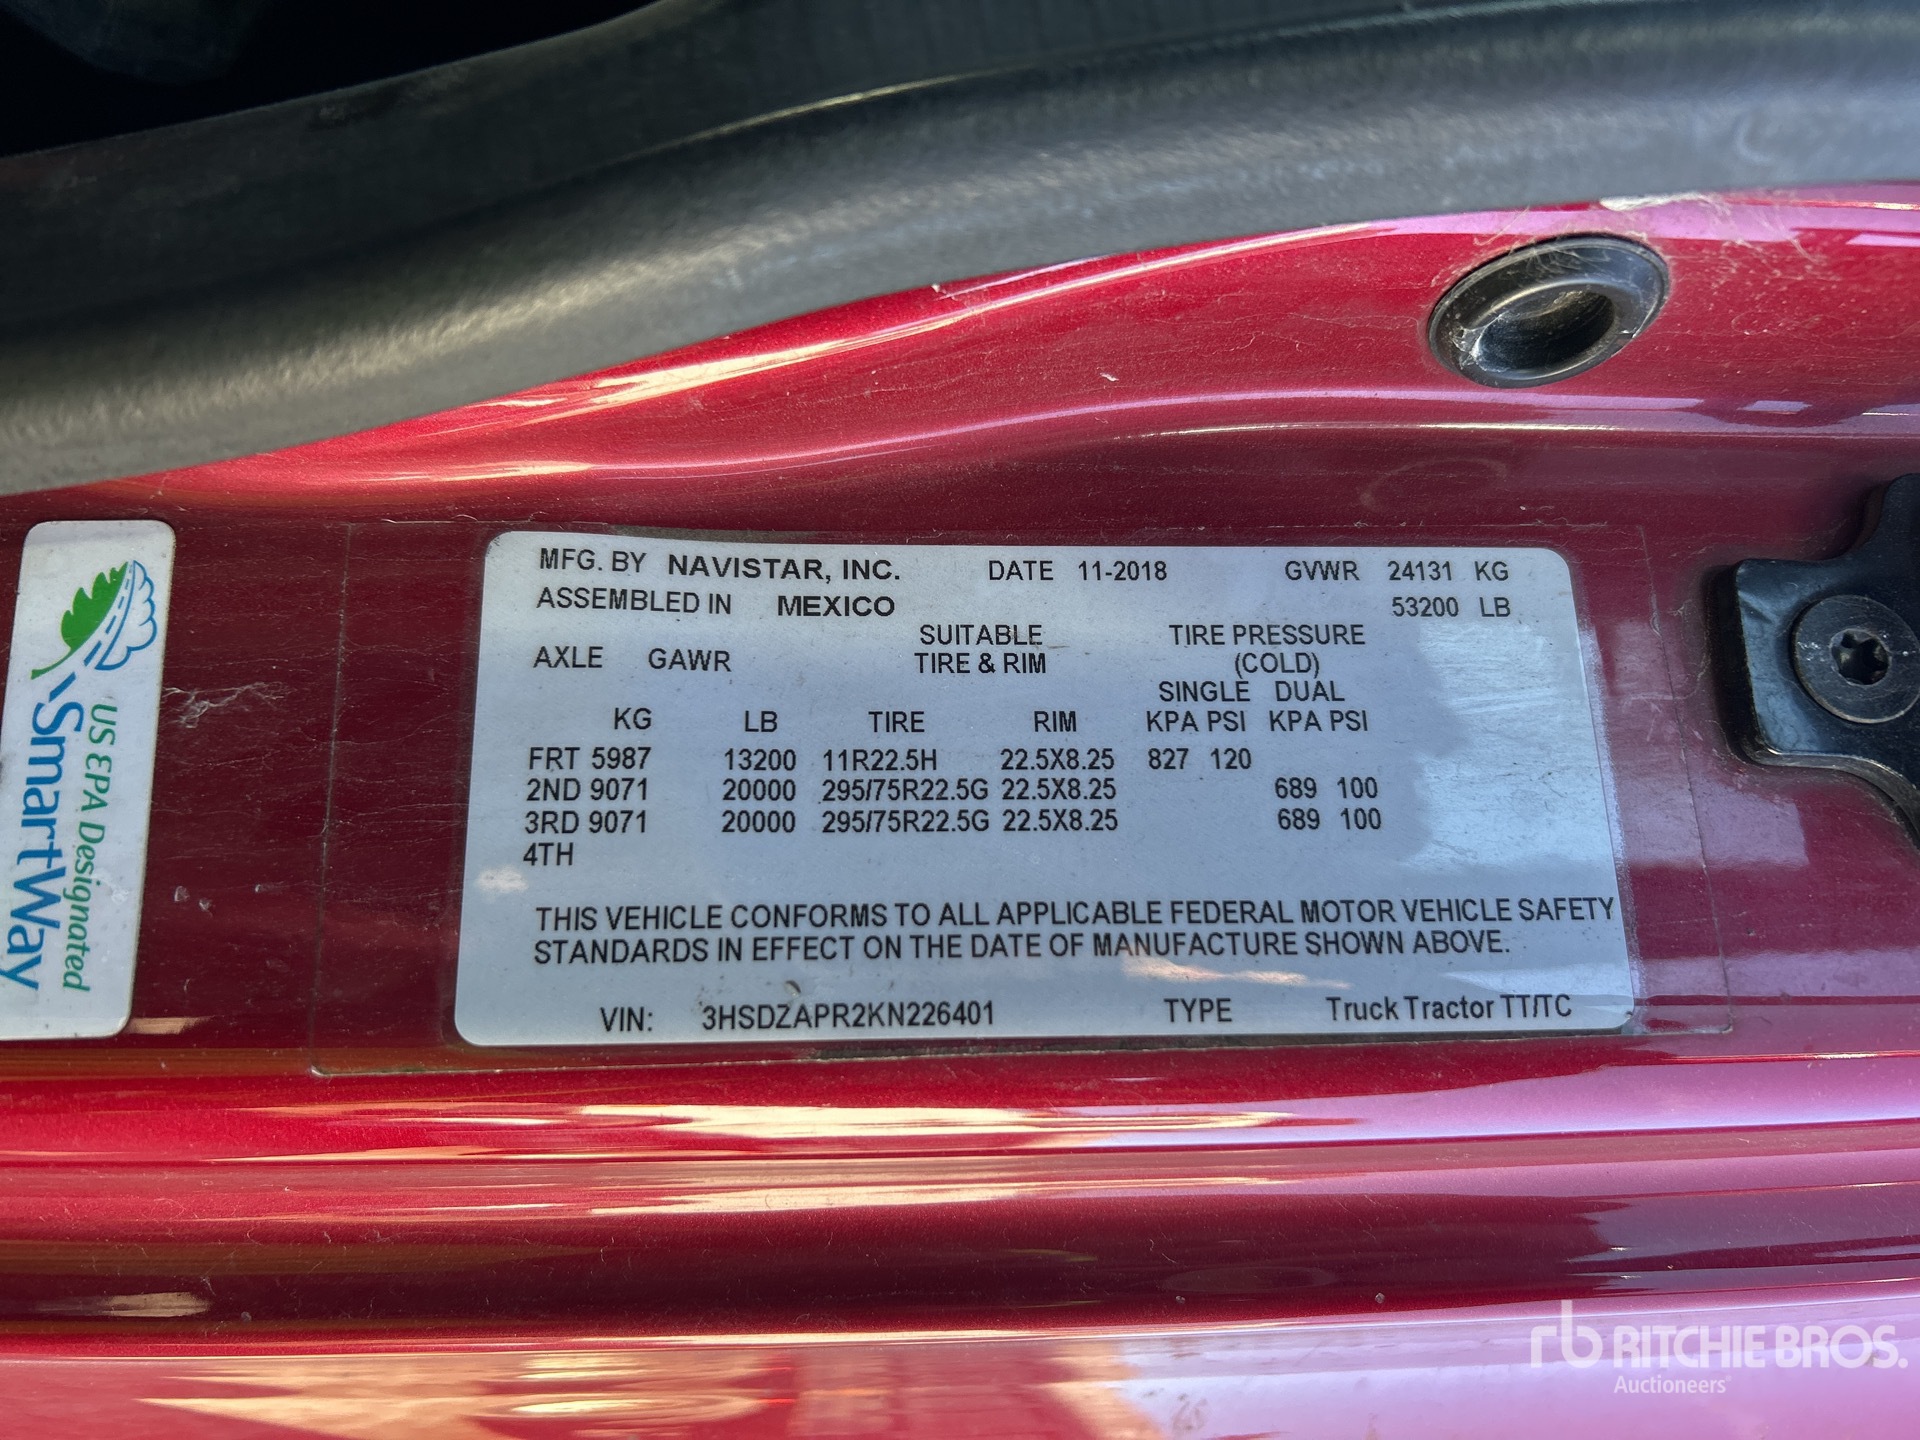 MFG. BY NAVISTAR, INC. DATE 11-2018 GVWR 24131 KG
ASSEMBLED IN MEXICO 53200 LB
SUITABLE TIRE PRESSURE
AXLE GAWR TIRE & RIM (COLD)
SINGLE DUAL
KG LB TIRE RIM KPA PSI KPA PSI
FRT 5987 13200 11R22.5H 22.5X8.25 827 120
2ND 9071 20000 295/75R22.5G 22.5X8.25 689 100
3RD 9071 20000 295/75R22.5G 22.5X8.25 689 100
4TH
THIS VEHICLE CONFORMS TO ALL APPLICABLE FEDERAL MOTOR VEHICLE SAFETY
STANDARDS IN EFFECT ON THE DATE OF MANUFACTURE SHOWN ABOVE.
VIN: 3HSDZAPR2KN226401 TYPE Truck Tractor TT/TC
US EPA Designated
SmartWay
rb RITCHIE BROS.
Auctioneers